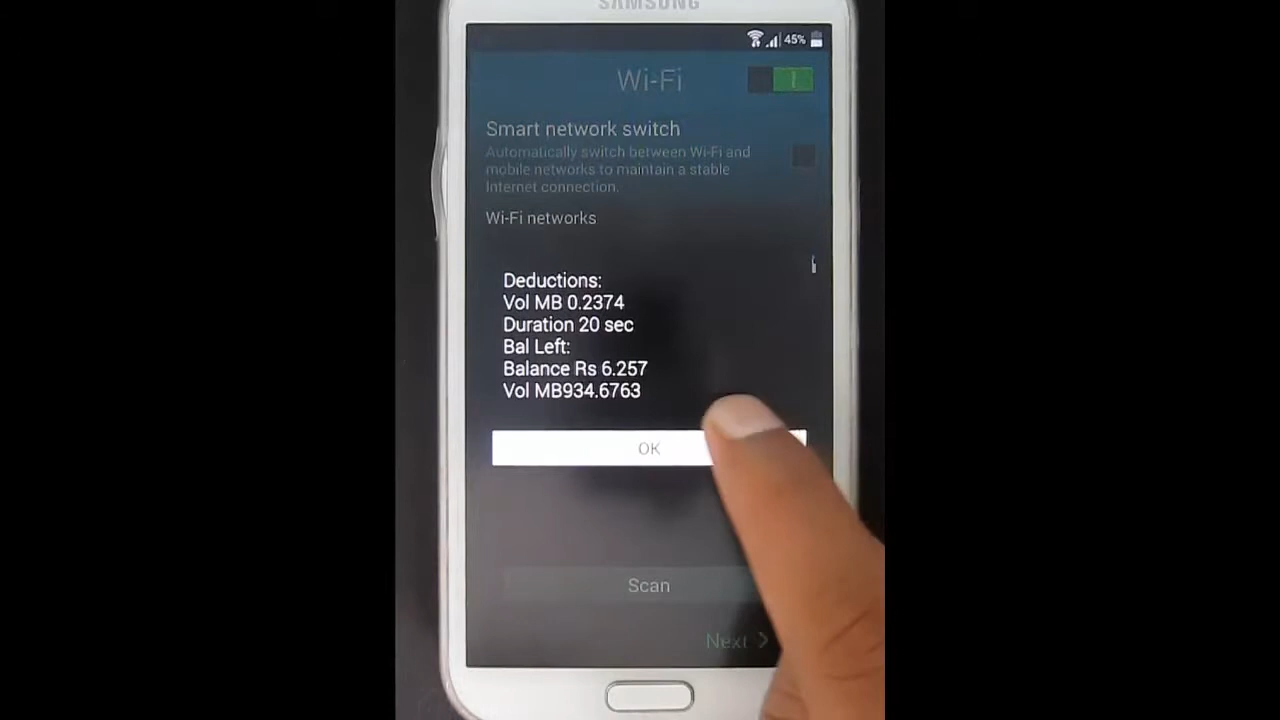 SAMSUNG
45%
Wi-Fi
Smart network switch
Automatically switch between Wi-Fi and
mobile networks to maintain a stable
Internet connection.
Wi-Fi networks
Deductions:
Vol MB 0.2374
Duration 20 sec
Bal Left:
Balance Rs 6.257
Vol MB934.6763
OK
Scan
Next